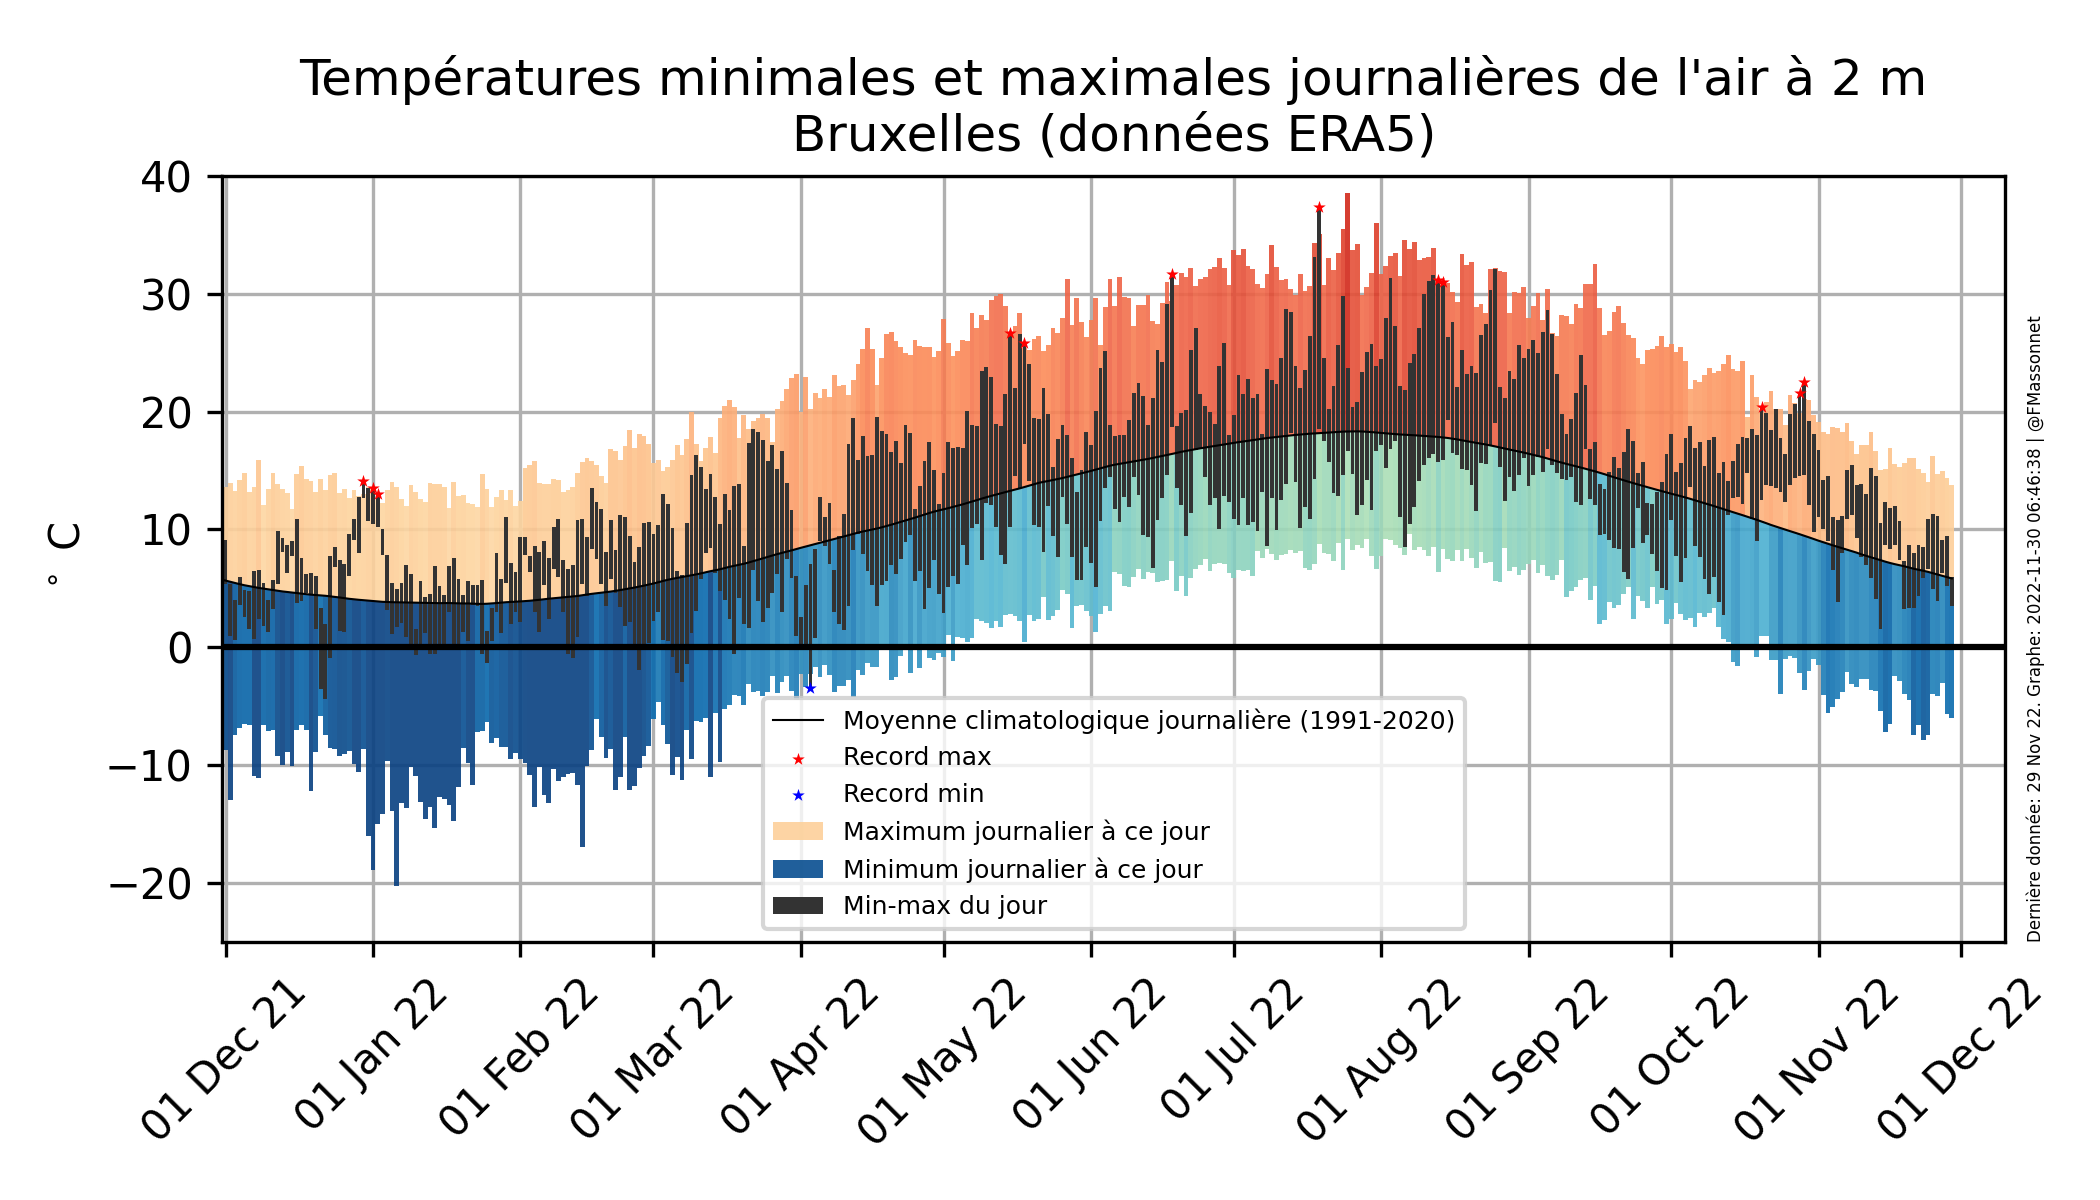 Températures minimales et maximales journalières de l'air à 2 m
Bruxelles (données ERA5)
40
30
20
10
0
−10
−20
° C
Moyenne climatologique journalière (1991-2020)
Record max
Record min
Maximum journalier à ce jour
Minimum journalier à ce jour
Min-max du jour
01 Dec 21
01 Jan 22
01 Feb 22
01 Mar 22
01 Apr 22
01 May 22
01 Jun 22
01 Jul 22
01 Aug 22
01 Sep 22
01 Oct 22
01 Nov 22
01 Dec 22
Dernière donnée: 29 Nov 22. Graphe: 2022-11-30 06:46:38 | @FMassonnet